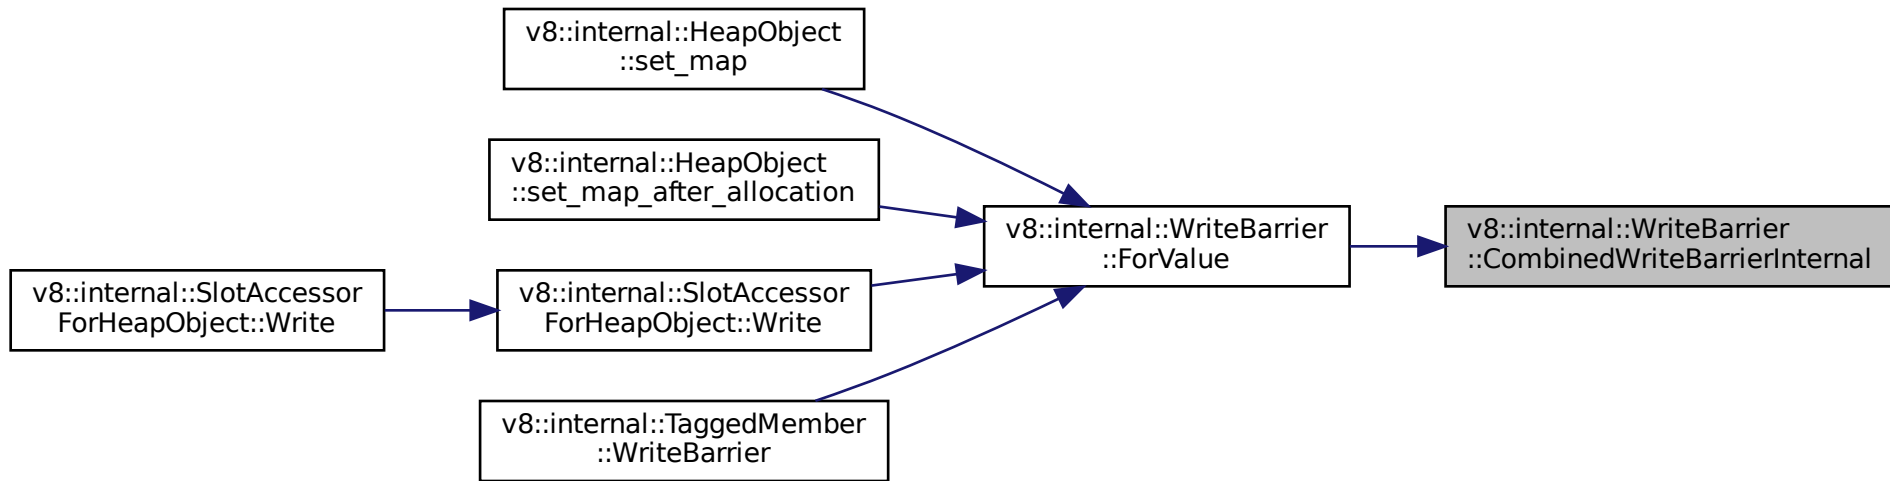 v8::internal::HeapObject
::set_map
v8::internal::HeapObject
::set_map_after_allocation
v8::internal::WriteBarrier
::ForValue
v8::internal::WriteBarrier
::CombinedWriteBarrierInternal
v8::internal::SlotAccessor
ForHeapObject::Write
v8::internal::SlotAccessor
ForHeapObject::Write
v8::internal::TaggedMember
::WriteBarrier